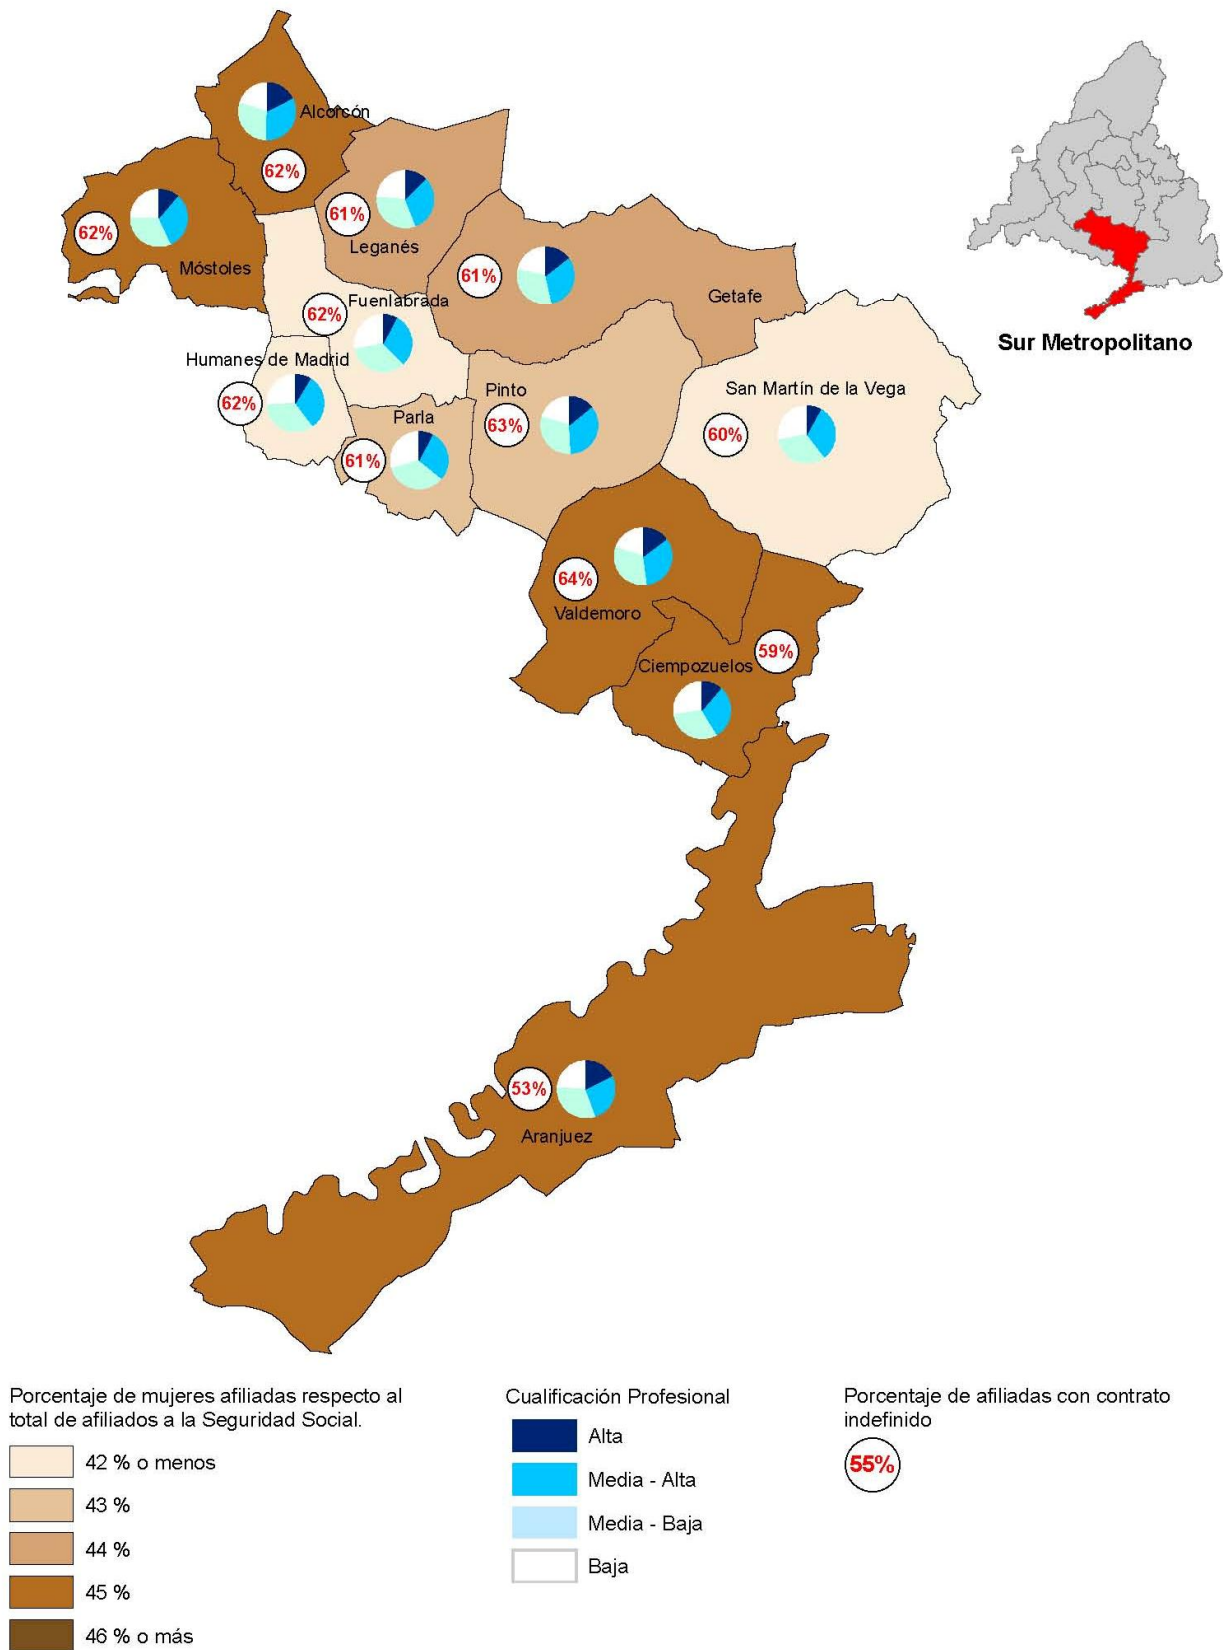 Alcorcón
62%
62%
Móstoles
61%
Leganés
61%
Getafe
Sur Metropolitano
62%
Fuenlabrada
Humanes de Madrid
62%
Parla
61%
Pinto
63%
San Martín de la Vega
60%
64%
Valdemoro
59%
Ciempozuelos
53%
Aranjuez
Porcentaje de mujeres afiliadas respecto al
total de afiliados a la Seguridad Social.
42 % o menos
43 %
44 %
45 %
46 % o más
Cualificación Profesional
Alta
Media - Alta
Media - Baja
Baja
Porcentaje de afiliadas con contrato
indefinido
55%